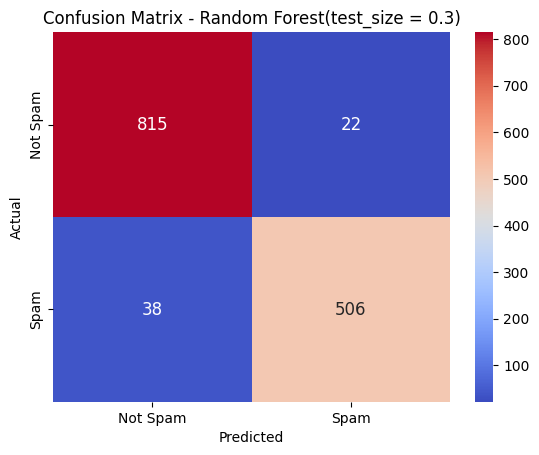 Confusion Matrix - Random Forest(test_size = 0.3)
Not Spam
815
22
Spam
38
506
Actual
Not Spam
Spam
Predicted
800
700
600
500
400
300
200
100